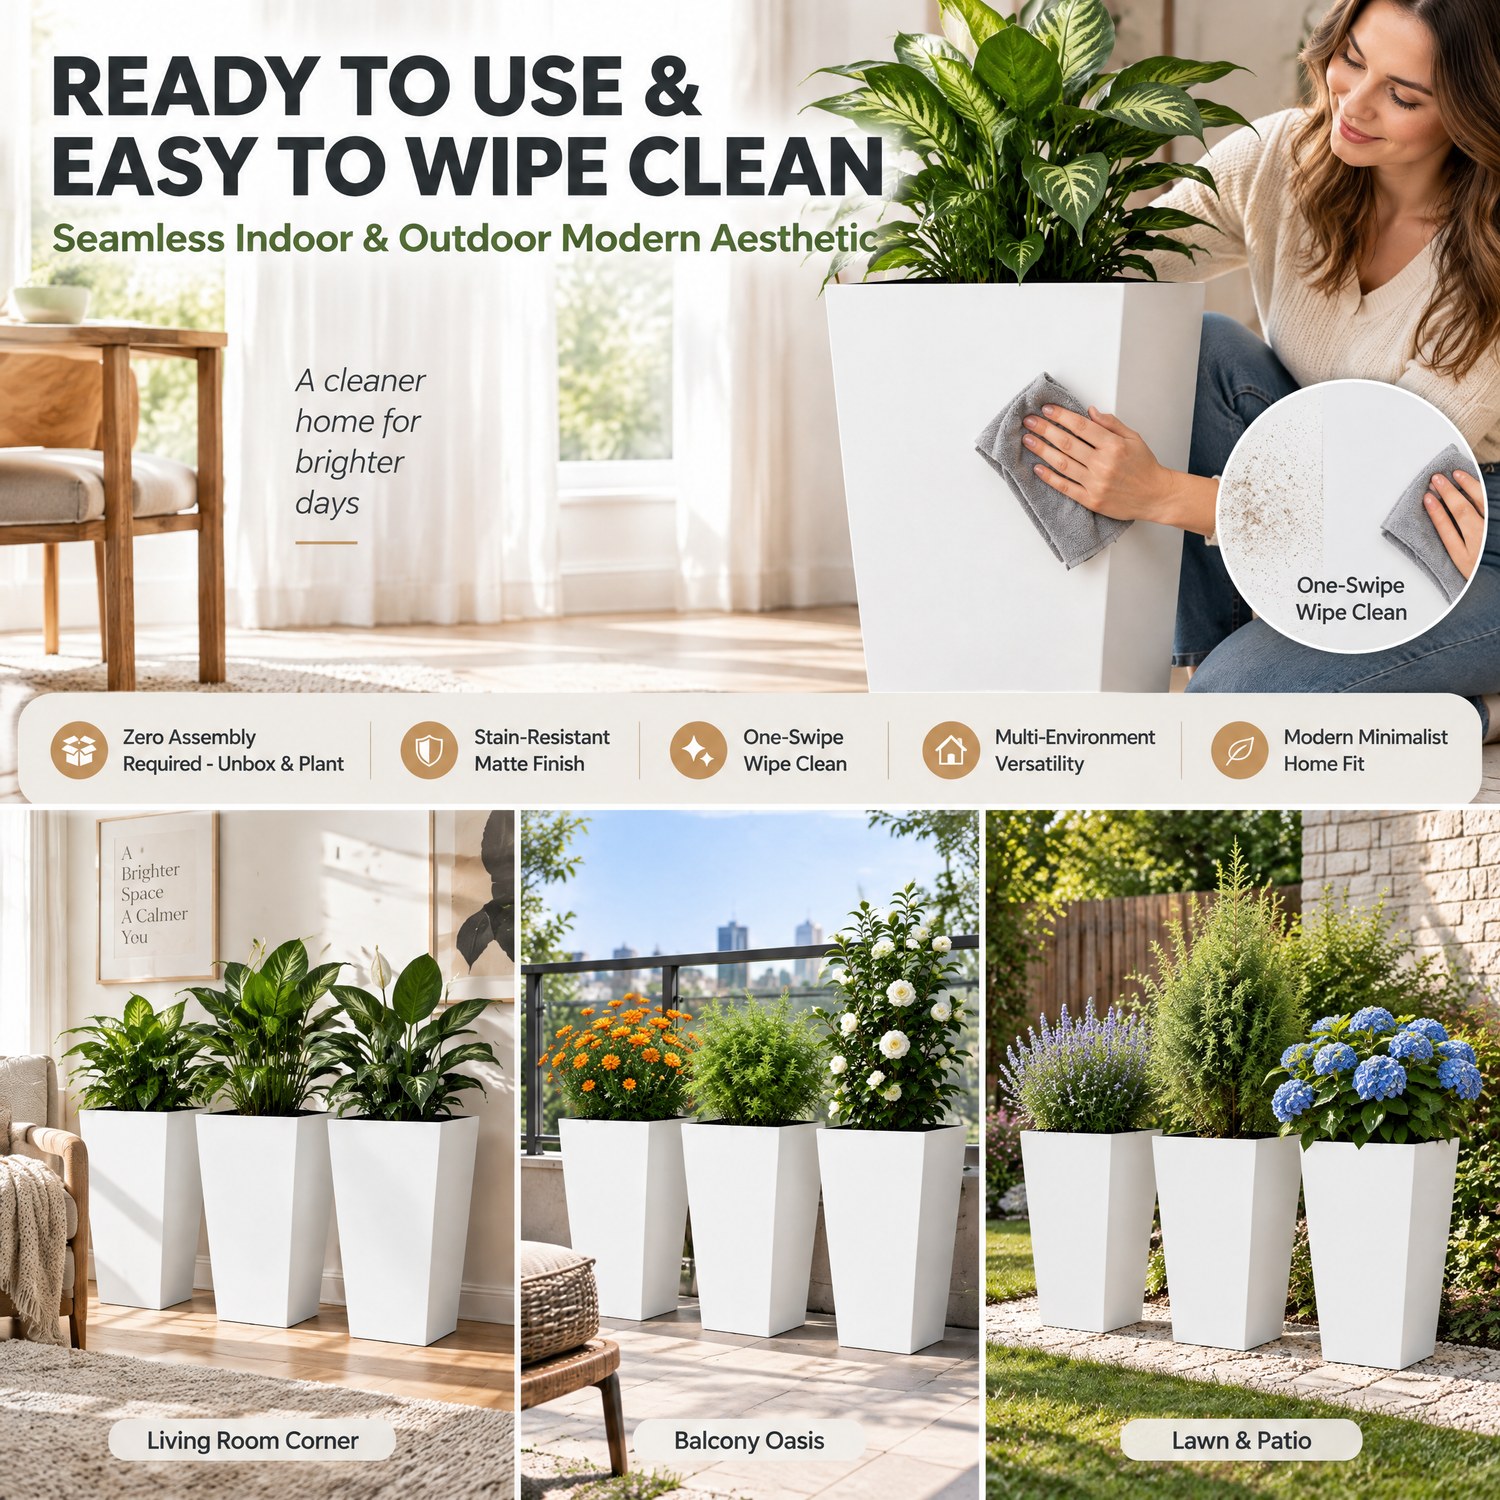 READY TO USE &
EASY TO WIPE CLEAN
Seamless Indoor & Outdoor Modern Aesthetic
A cleaner
home for
brighter
days
One-Swipe
Wipe Clean
Zero Assembly
Required - Unbox & Plant
Stain-Resistant
Matte Finish
One-Swipe
Wipe Clean
Multi-Environment
Versatility
Modern Minimalist
Home Fit
A
Brighter
Space
A Calmer
You
Living Room Corner
Balcony Oasis
Lawn & Patio